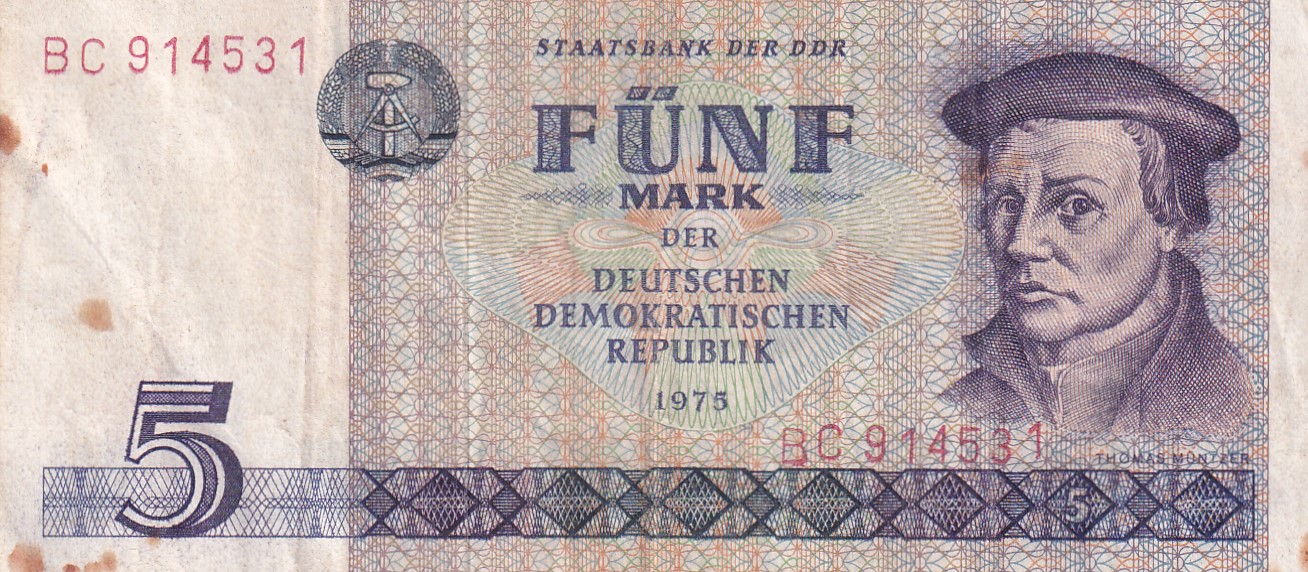 BC 914531
STAATSBANK DER DDR
FÜNF
MARK
DER
DEUTSCHEN
DEMOKRATISCHEN
REPUBLIK
1975
BC 914531
THOMAS MÜNTZER
5
5